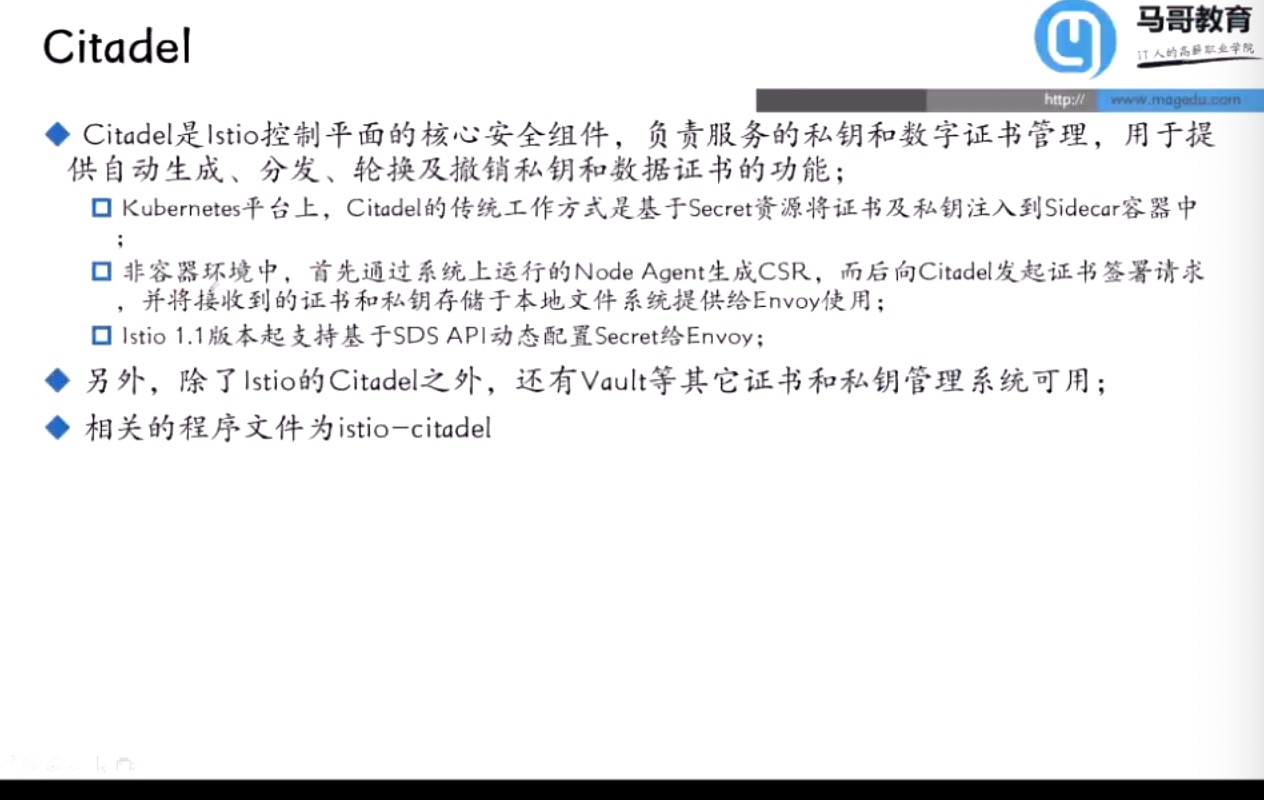 Citadel
马哥教育
IT人的高薪职业学院
http:// www.magedu.com
Citadel是Istio控制平面的核心安全组件，负责服务的私钥和数字证书管理，用于提
供自动生成、分发、轮换及撤销私钥和数据证书的功能；
Kubernetes平台上，Citadel的传统工作方式是基于Secret资源将证书及私钥注入到Sidecar容器中
；
非容器环境中，首先通过系统上运行的Node Agent生成CSR，而后向Citadel发起证书签署请求
，并将接收到的证书和私钥存储于本地文件系统提供给Envoy使用；
Istio 1.1版本起支持基于SDS API动态配置Secret给Envoy；
另外，除了Istio的Citadel之外，还有Vault等其它证书和私钥管理系统可用；
相关的程序文件为istio-citadel